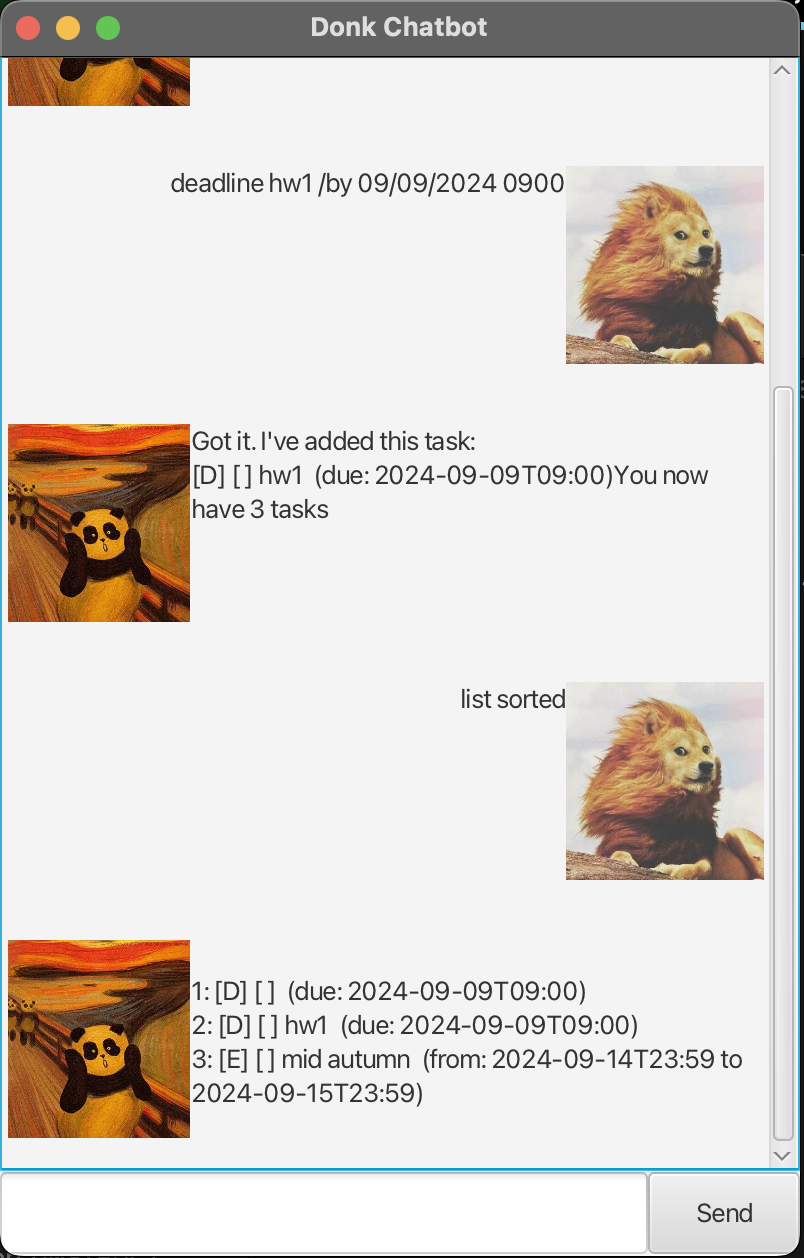 Donk Chatbot
deadline hw1 /by 09/09/2024 0900
Got it. I've added this task:
[D] [ ] hw1  (due: 2024-09-09T09:00)You now
have 3 tasks
list sorted
1: [D] [ ]  (due: 2024-09-09T09:00)
2: [D] [ ] hw1  (due: 2024-09-09T09:00)
3: [E] [ ] mid autumn  (from: 2024-09-14T23:59 to
2024-09-15T23:59)
Send